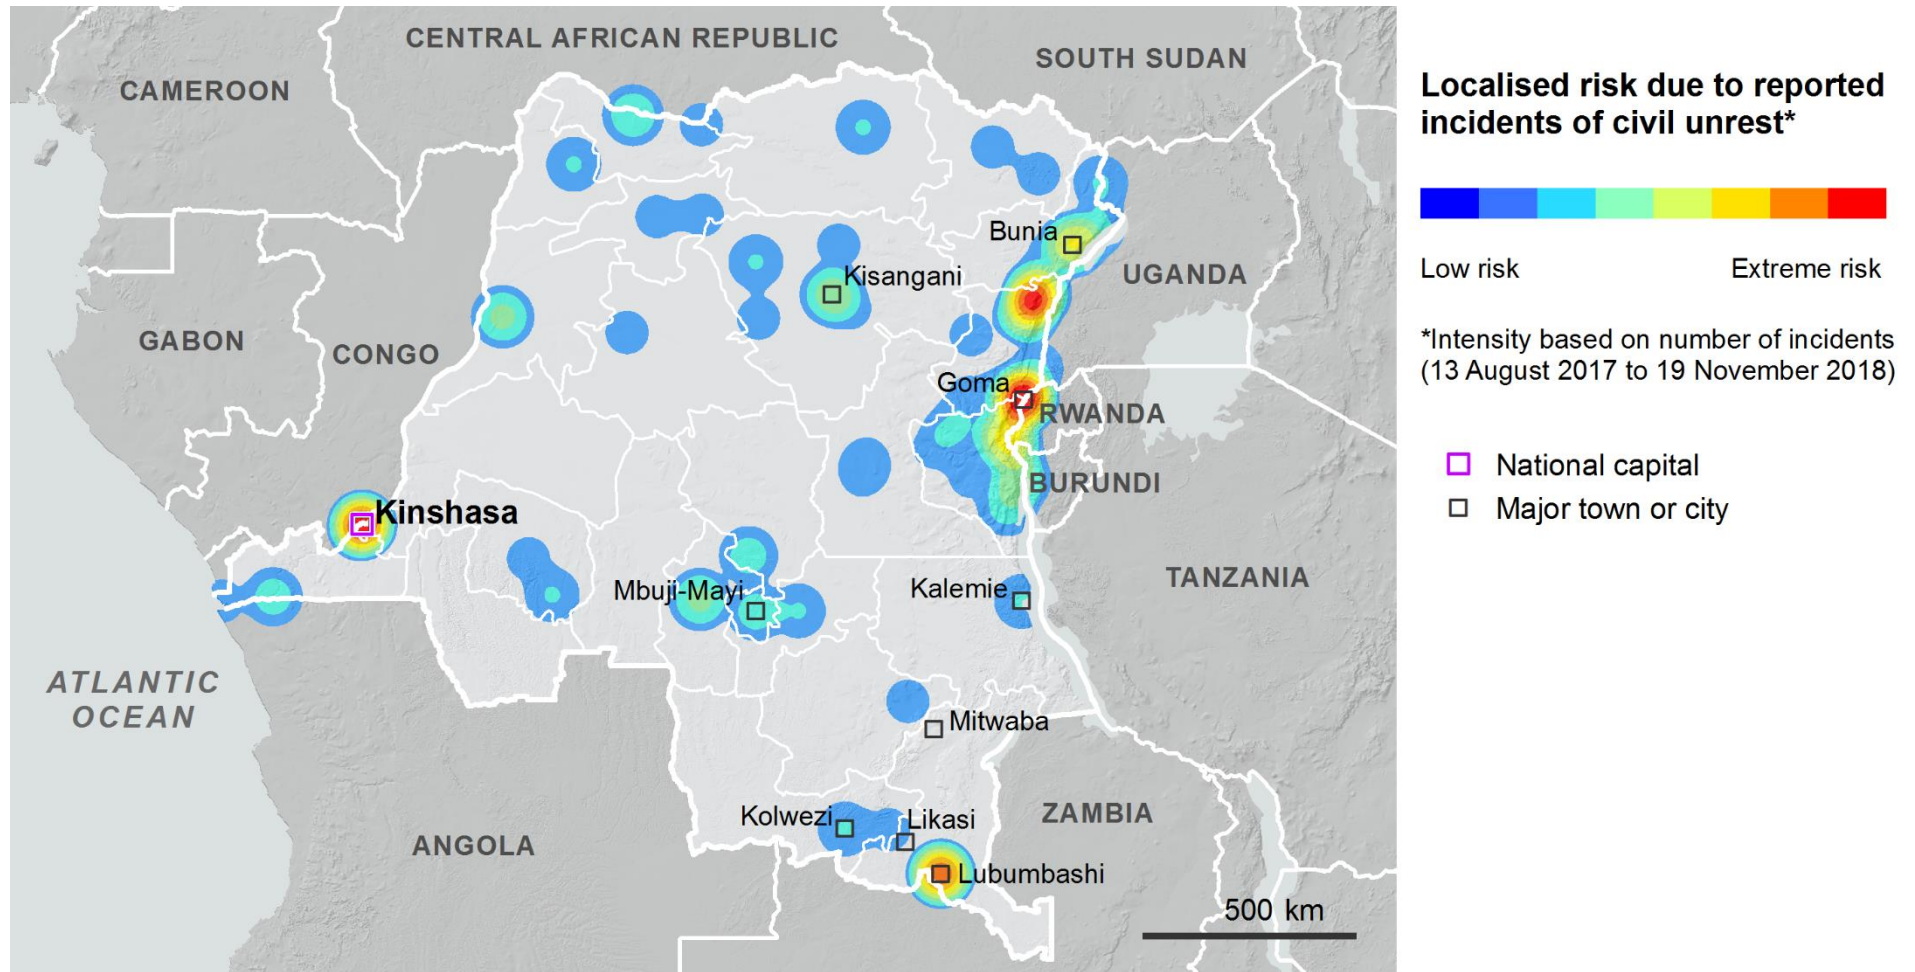 CENTRAL AFRICAN REPUBLIC
SOUTH SUDAN
CAMEROON
Bunia
UGANDA
Kisangani
GABON
CONGO
Goma
RWANDA
BURUNDI
Kinshasa
TANZANIA
Mbuji-Mayi
Kalemie
ATLANTIC
OCEAN
Mitwaba
ZAMBIA
Kolwezi
Likasi
ANGOLA
Lubumbashi
500 km
Localised risk due to reported
incidents of civil unrest*
Low risk
Extreme risk
*Intensity based on number of incidents
(13 August 2017 to 19 November 2018)
National capital
Major town or city